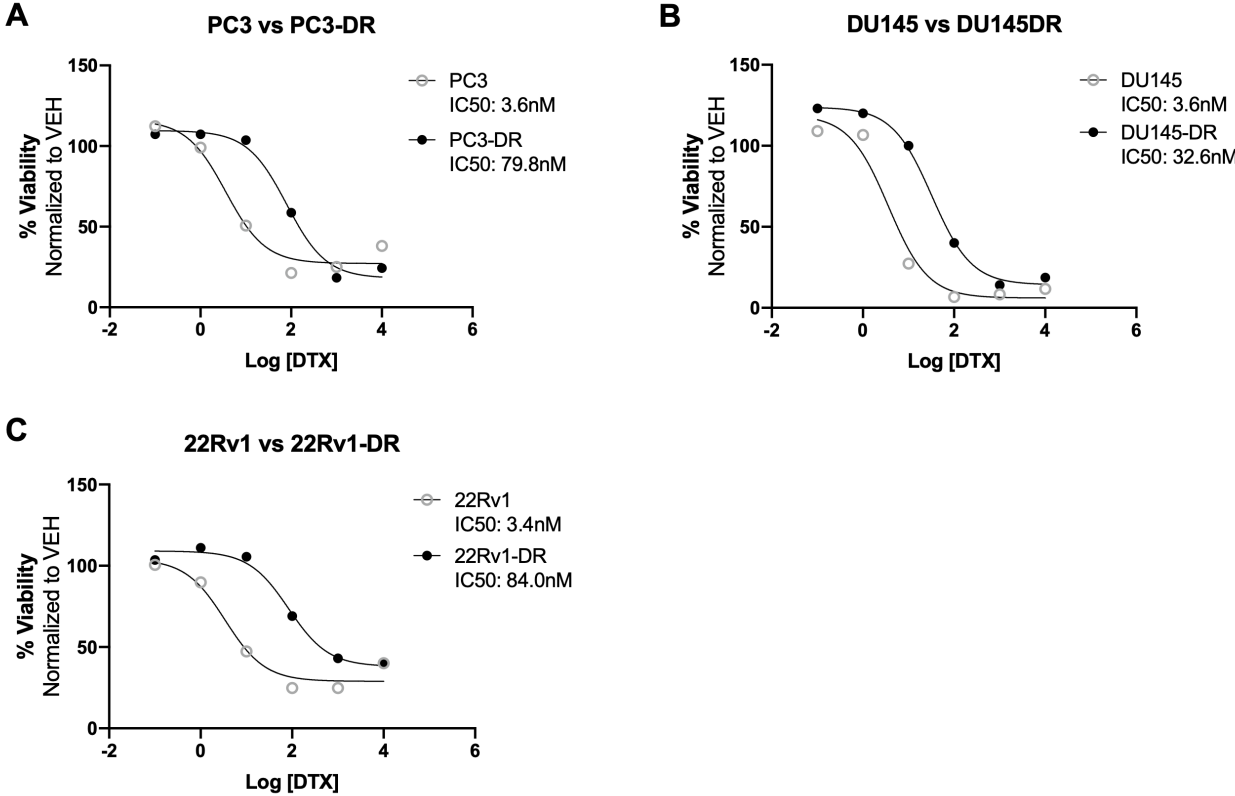 A
PC3 vs PC3-DR
% Viability
Normalized to VEH
150
100
50
0
-2
0
2
4
6
Log [DTX]
PC3
IC50: 3.6nM
PC3-DR
IC50: 79.8nM
B
DU145 vs DU145DR
% Viability
Normalized to VEH
150
100
50
0
-2
0
2
4
6
Log [DTX]
DU145
IC50: 3.6nM
DU145-DR
IC50: 32.6nM
C
22Rv1 vs 22Rv1-DR
% Viability
Normalized to VEH
150
100
50
0
-2
0
2
4
6
Log [DTX]
22Rv1
IC50: 3.4nM
22Rv1-DR
IC50: 84.0nM